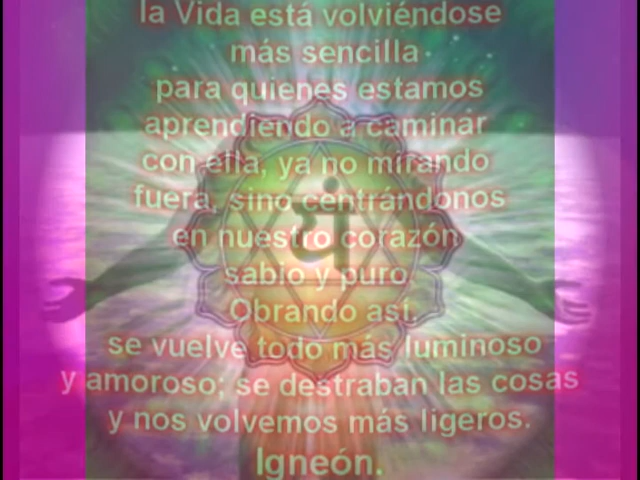 la Vida está volviéndose
más sencilla
para quienes estamos
aprendiendo a caminar
con ella, ya no mirando
fuera, sino centrándonos
en nuestro corazón
sabio y puro
Obrando así,
se vuelve todo más luminoso
y amoroso; se destraban las cosas
y nos volvemos más ligeros.
Igneón.
यं